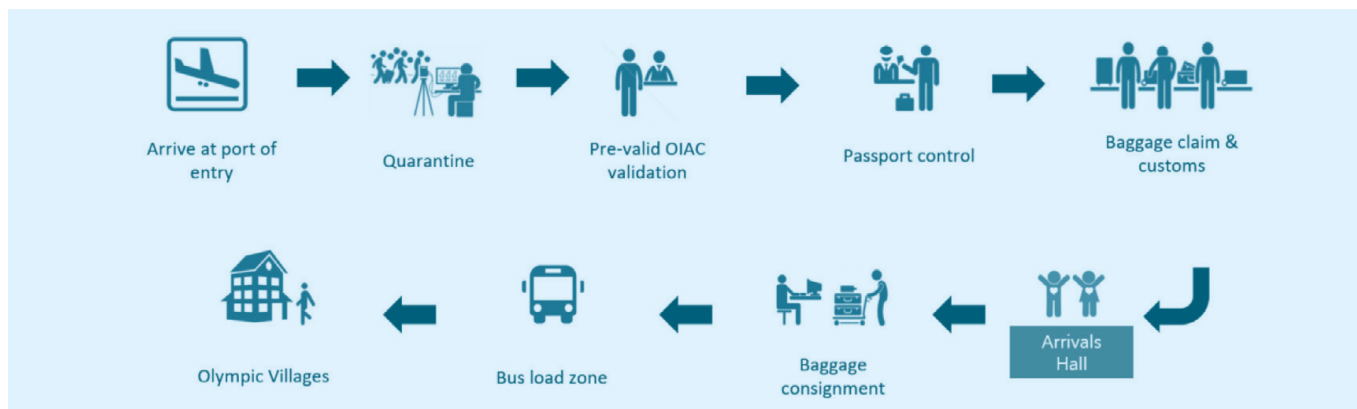 Arrive at port of
entry
Quarantine
Pre-valid OIAC
validation
Passport control
Baggage claim &
customs
Arrivals
Hall
Baggage
consignment
Bus load zone
Olympic Villages